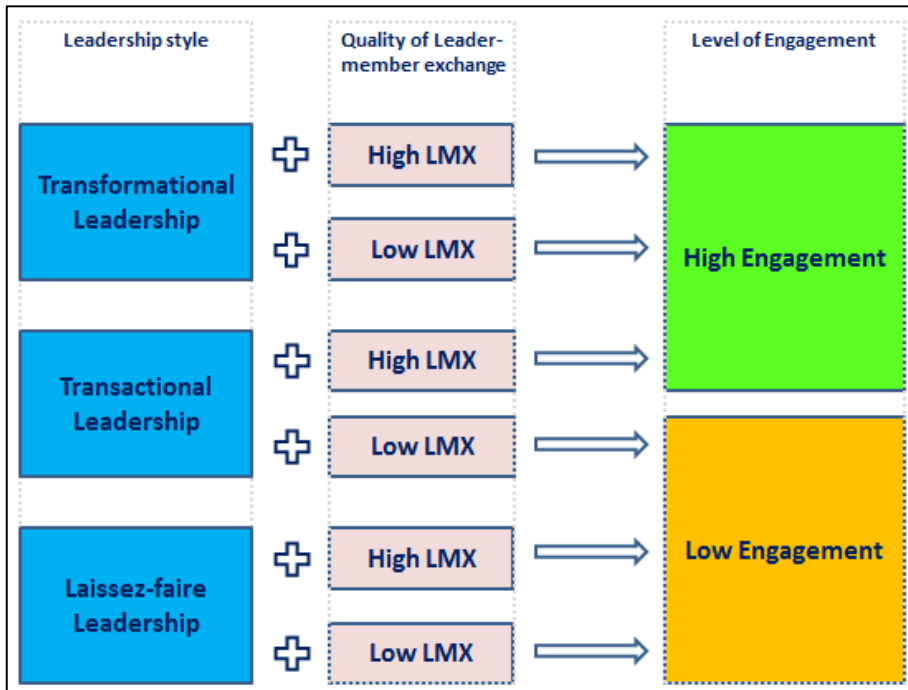 Leadership style
Quality of Leader-
member exchange
Level of Engagement
Transformational
Leadership
High LMX
Low LMX
High Engagement
Transactional
Leadership
High LMX
Low LMX
Low Engagement
Laissez-faire
Leadership
High LMX
Low LMX